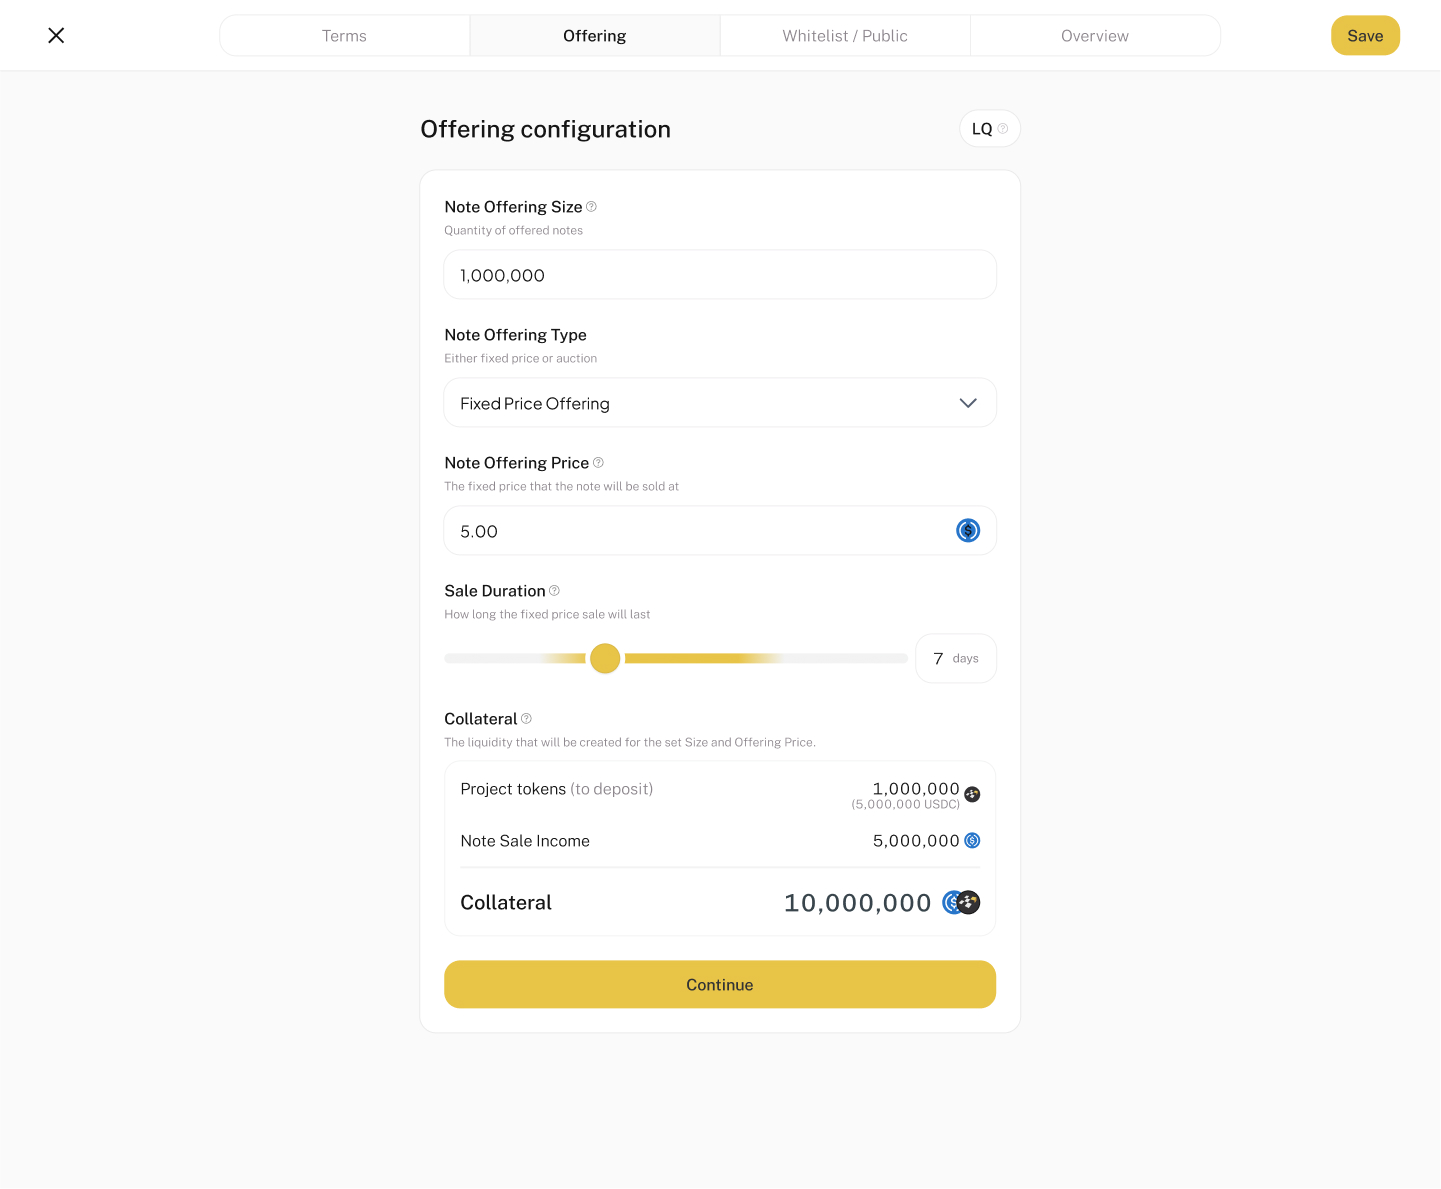 Terms
Offering
Whitelist / Public
Overview
Save
Offering configuration
LQ
Note Offering Size
Quantity of offered notes
1,000,000
Note Offering Type
Either fixed price or auction
Fixed Price Offering
Note Offering Price
The fixed price that the note will be sold at
5.00
Sale Duration
How long the fixed price sale will last
7 days
Collateral
The liquidity that will be created for the set Size and Offering Price.
Project tokens (to deposit)
1,000,000
(5,000,000 USDC)
Note Sale Income
5,000,000
Collateral
10,000,000
Continue